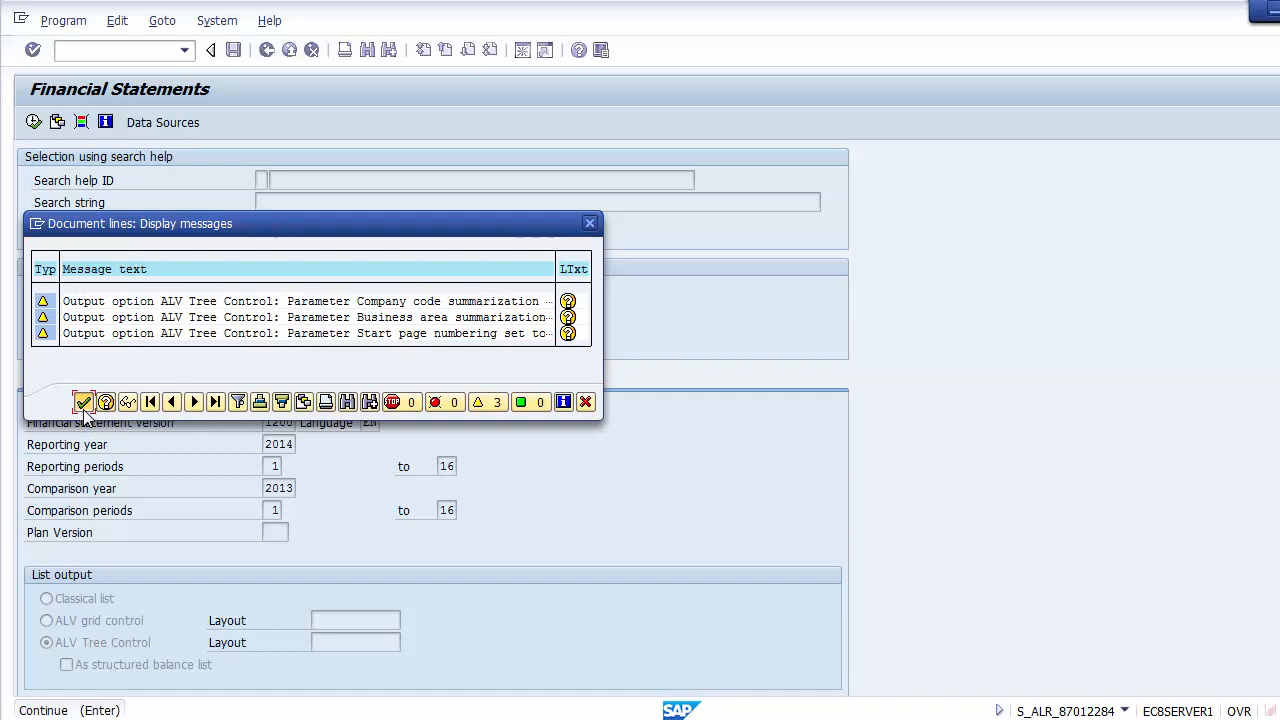 Program Edit Goto System Help
Financial Statements
Data Sources
Selection using search help
Search help ID
Search string
Document lines: Display messages
Typ Message text LTxt
Output option ALV Tree Control: Parameter Company code summarization ...
Output option ALV Tree Control: Parameter Business area summarization...
Output option ALV Tree Control: Parameter Start page numbering set to...
STOP 0 0 3 0
Financial statement version 1200 Language EN
Reporting year 2014
Reporting periods 1 to 16
Comparison year 2013
Comparison periods 1 to 16
Plan Version
List output
Classical list
ALV grid control Layout
ALV Tree Control Layout
As structured balance list
Continue (Enter)
SAP
S_ALR_87012284 EC8SERVER1 OVR